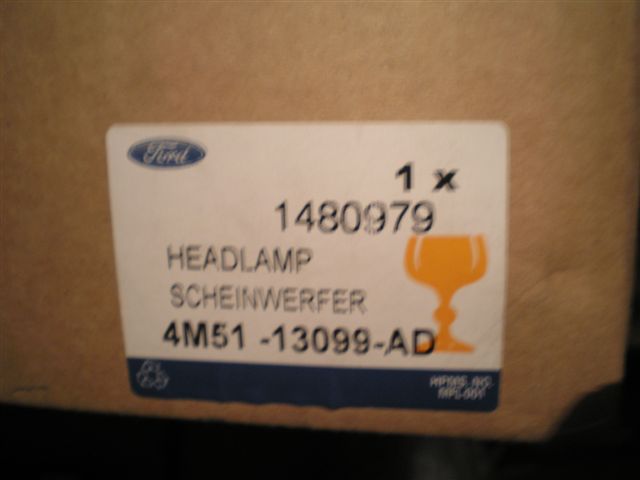 Ford
1 x
1480979
HEADLAMP
SCHEINWERFER
4M51 -13099-AD